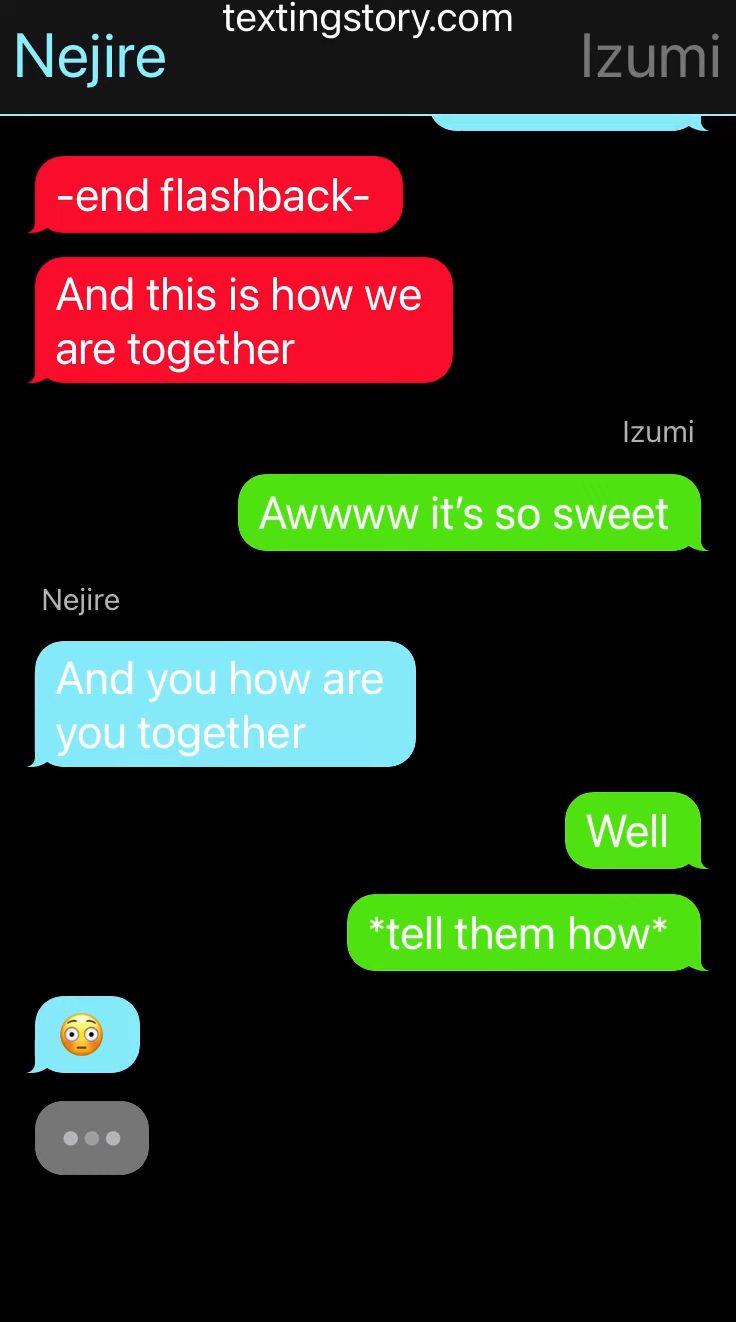 textingstory.com
Nejire
Izumi
-end flashback-
And this is how we
are together
Izumi
Awwww it’s so sweet
Nejire
And you how are
you together
Well
*tell them how*
😳